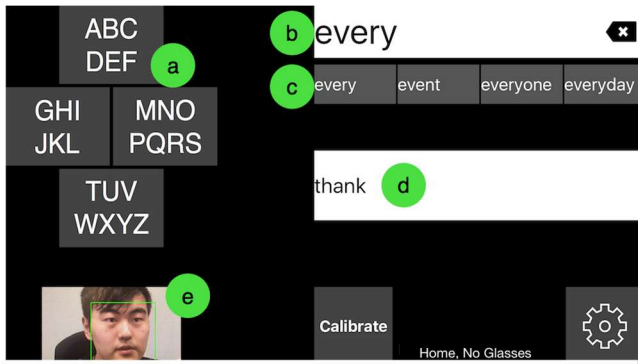 ABC
DEF
a
GHI
JKL
MNO
PQRS
TUV
WXYZ
e
b every
c every event everyone everyday
thank d
Calibrate
Home, No Glasses